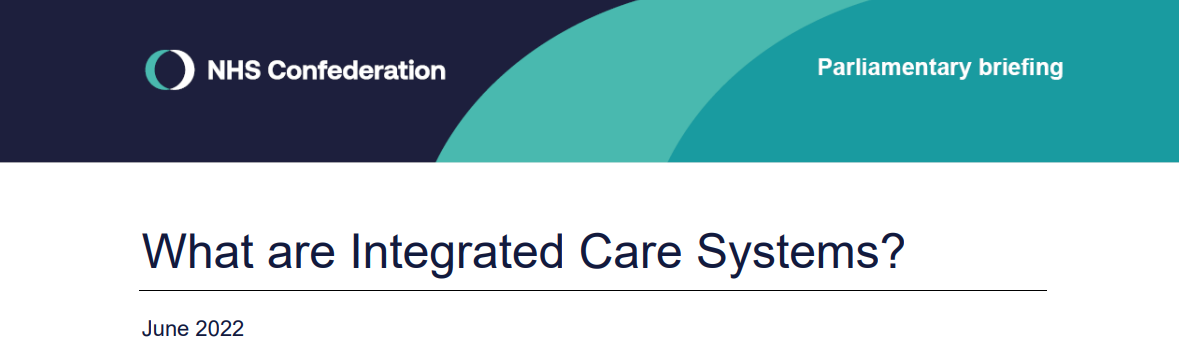 NHS Confederation
Parliamentary briefing
What are Integrated Care Systems?
June 2022